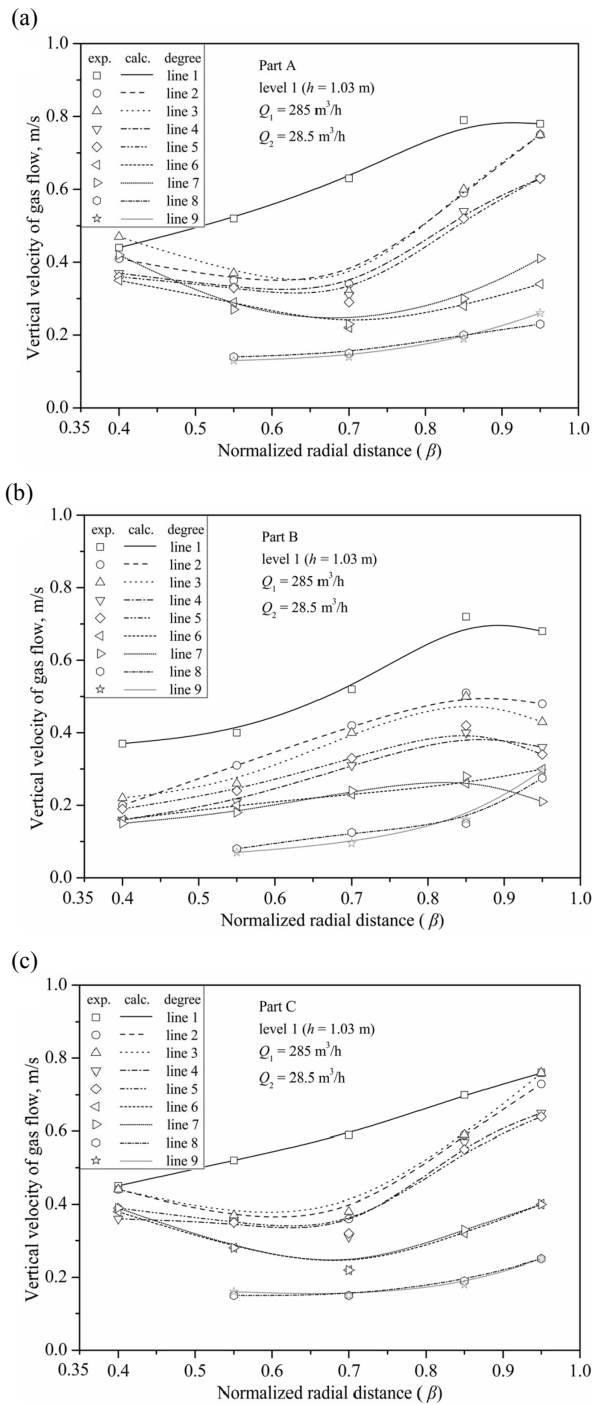 (a)
1.0
0.8
0.6
0.4
0.2
0.0
Vertical velocity of gas flow, m/s
exp. calc. degree
line 1
line 2
line 3
line 4
line 5
line 6
line 7
line 8
line 9
Part A
level 1 (h = 1.03 m)
Q₁ = 285 m³/h
Q₂ = 28.5 m³/h
0.35 0.4 0.5 0.6 0.7 0.8 0.9 1.0
Normalized radial distance ( β)
(b)
1.0
0.8
0.6
0.4
0.2
0.0
Vertical velocity of gas flow, m/s
exp. calc. degree
line 1
line 2
line 3
line 4
line 5
line 6
line 7
line 8
line 9
Part B
level 1 (h = 1.03 m)
Q₁ = 285 m³/h
Q₂ = 28.5 m³/h
0.35 0.4 0.5 0.6 0.7 0.8 0.9 1.0
Normalized radial distance ( β)
(c)
1.0
0.8
0.6
0.4
0.2
0.0
Vertical velocity of gas flow, m/s
exp. calc. degree
line 1
line 2
line 3
line 4
line 5
line 6
line 7
line 8
line 9
Part C
level 1 (h = 1.03 m)
Q₁ = 285 m³/h
Q₂ = 28.5 m³/h
0.35 0.4 0.5 0.6 0.7 0.8 0.9 1.0
Normalized radial distance ( β)